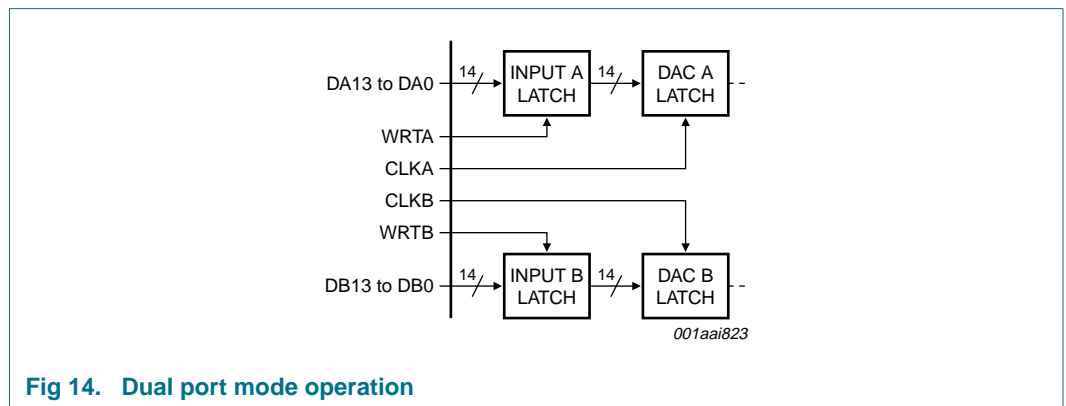 DA13 to DA0 14 INPUT A LATCH 14 DAC A LATCH
WRTA
CLKA
CLKB
WRTB
DB13 to DB0 14 INPUT B LATCH 14 DAC B LATCH
001aai823
Fig 14. Dual port mode operation